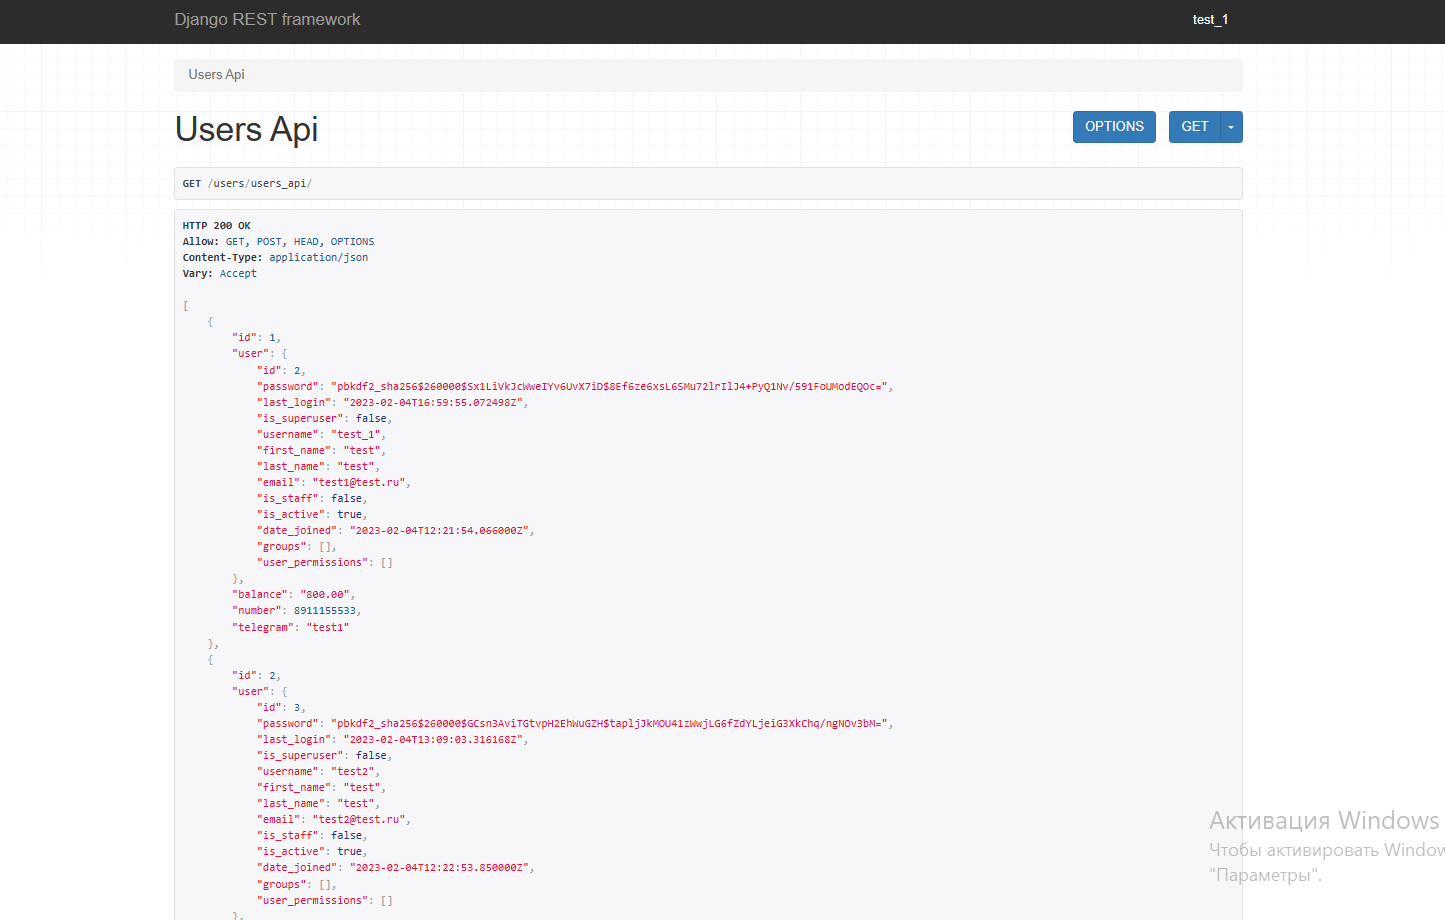 Django REST framework
test_1
Users Api
Users Api
OPTIONS
GET
GET /users/users_api/
HTTP 200 OK
Allow: GET, POST, HEAD, OPTIONS
Content-Type: application/json
Vary: Accept
[
{
"id": 1,
"user": {
"id": 2,
"password": "pbkdf2_sha256$260000$Sx1LiVkJcWweIYv6UvX7iD$8Ef6ze6xsL6SMu72lrIlJ4+PyQ1Nv/591FoUModEQOc=",
"last_login": "2023-02-04T16:59:55.072498Z",
"is_superuser": false,
"username": "test_1",
"first_name": "test",
"last_name": "test",
"email": "test1@test.ru",
"is_staff": false,
"is_active": true,
"date_joined": "2023-02-04T12:21:54.066000Z",
"groups": [],
"user_permissions": []
},
"balance": "800.00",
"number": 8911155533,
"telegram": "test1"
},
{
"id": 2,
"user": {
"id": 3,
"password": "pbkdf2_sha256$260000$GCsn3AviTGtvpH2EhWuGZH$tapljJkMOU41zWwjLG6fZdYLjeiG3XkChq/ngNOv3bM=",
"last_login": "2023-02-04T13:09:03.316168Z",
"is_superuser": false,
"username": "test2",
"first_name": "test",
"last_name": "test",
"email": "test2@test.ru",
"is_staff": false,
"is_active": true,
"date_joined": "2023-02-04T12:22:53.850000Z",
"groups": [],
"user_permissions": []
},
Активация Windows
Чтобы активировать Window
"Параметры".